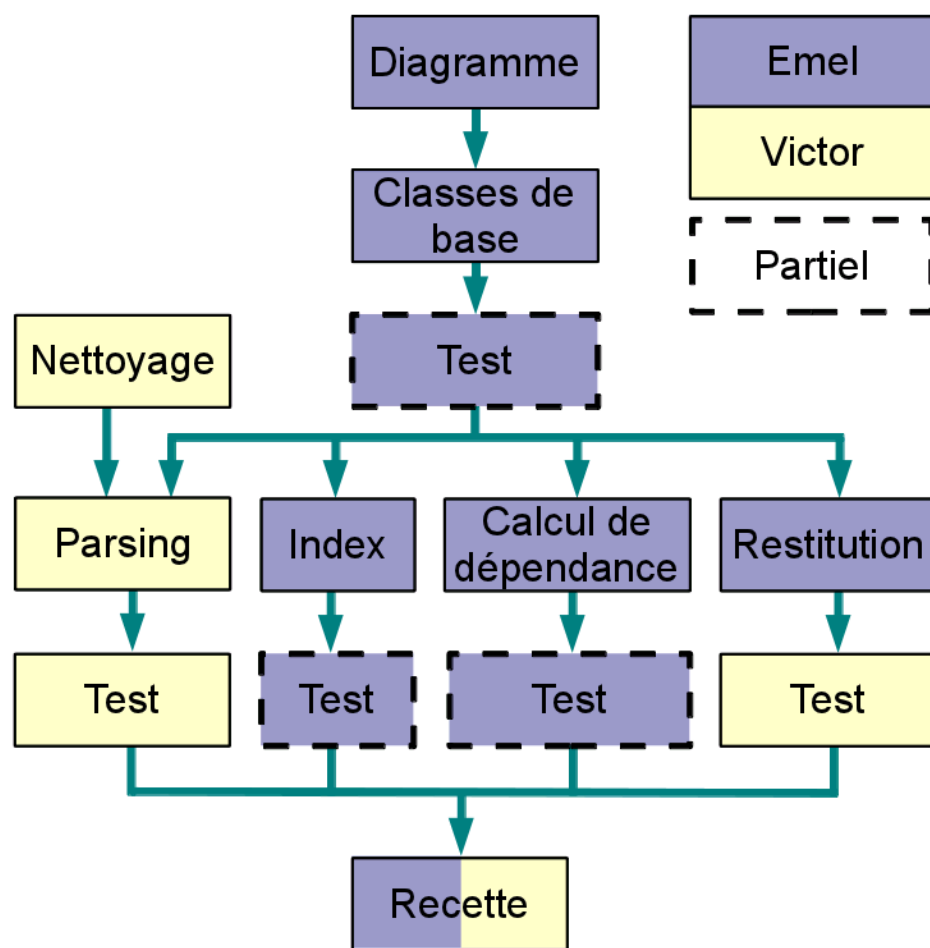 Diagramme
Emel
Victor
Classes de
base
Partiel
Nettoyage
Test
Parsing
Index
Calcul de
dépendance
Restitution
Test
Test
Test
Test
Recette